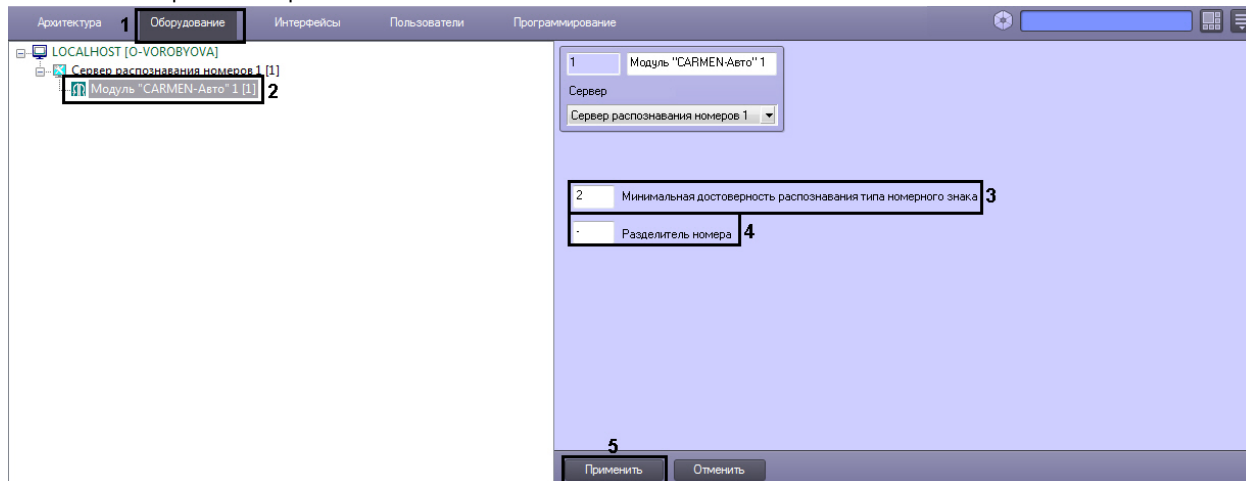 Архитектура 1 Оборудование Интерфейсы Пользователи Программирование
LOCALHOST [O-VOROBYOVA]
Сервер распознавания номеров 1 [1]
Модуль "CARMEN-Авто" 1 [1] 2
1 Модуль "CARMEN-Авто" 1
Сервер
Сервер распознавания номеров 1
2 Минимальная достоверность распознавания типа номерного знака 3
- Разделитель номера 4
5
Применить Отменить